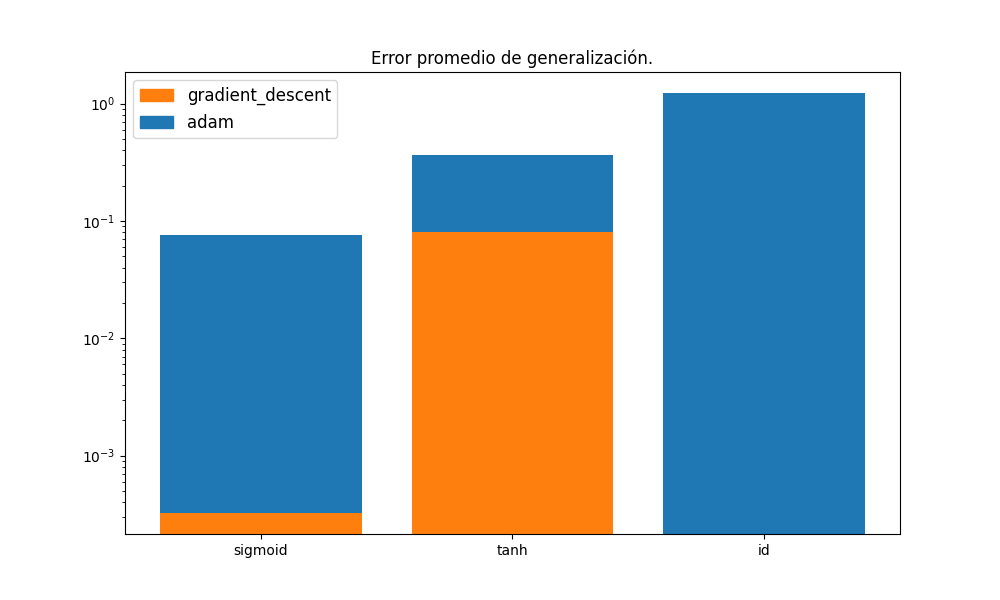 Error promedio de generalización.
gradient_descent
adam
10⁰
10⁻¹
10⁻²
10⁻³
sigmoid tanh id